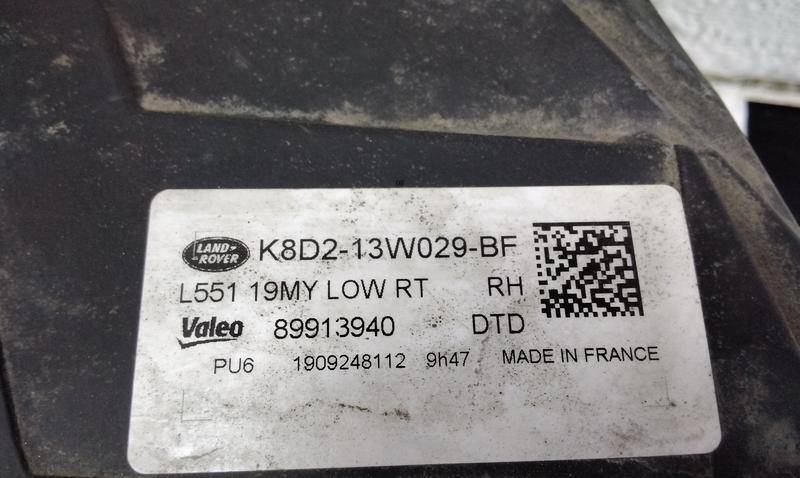 LAND-ROVER K8D2-13W029-BF
L551 19MY LOW RT RH
Valeo 89913940 DTD
PU6 1909248112 9h47 MADE IN FRANCE